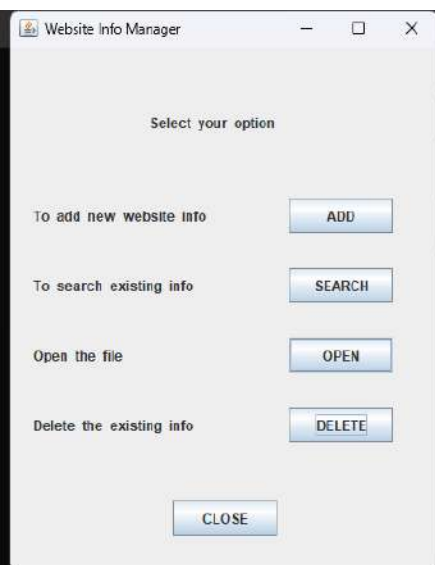 Website Info Manager
Select your option
To add new website info ADD
To search existing info SEARCH
Open the file OPEN
Delete the existing info DELETE
CLOSE